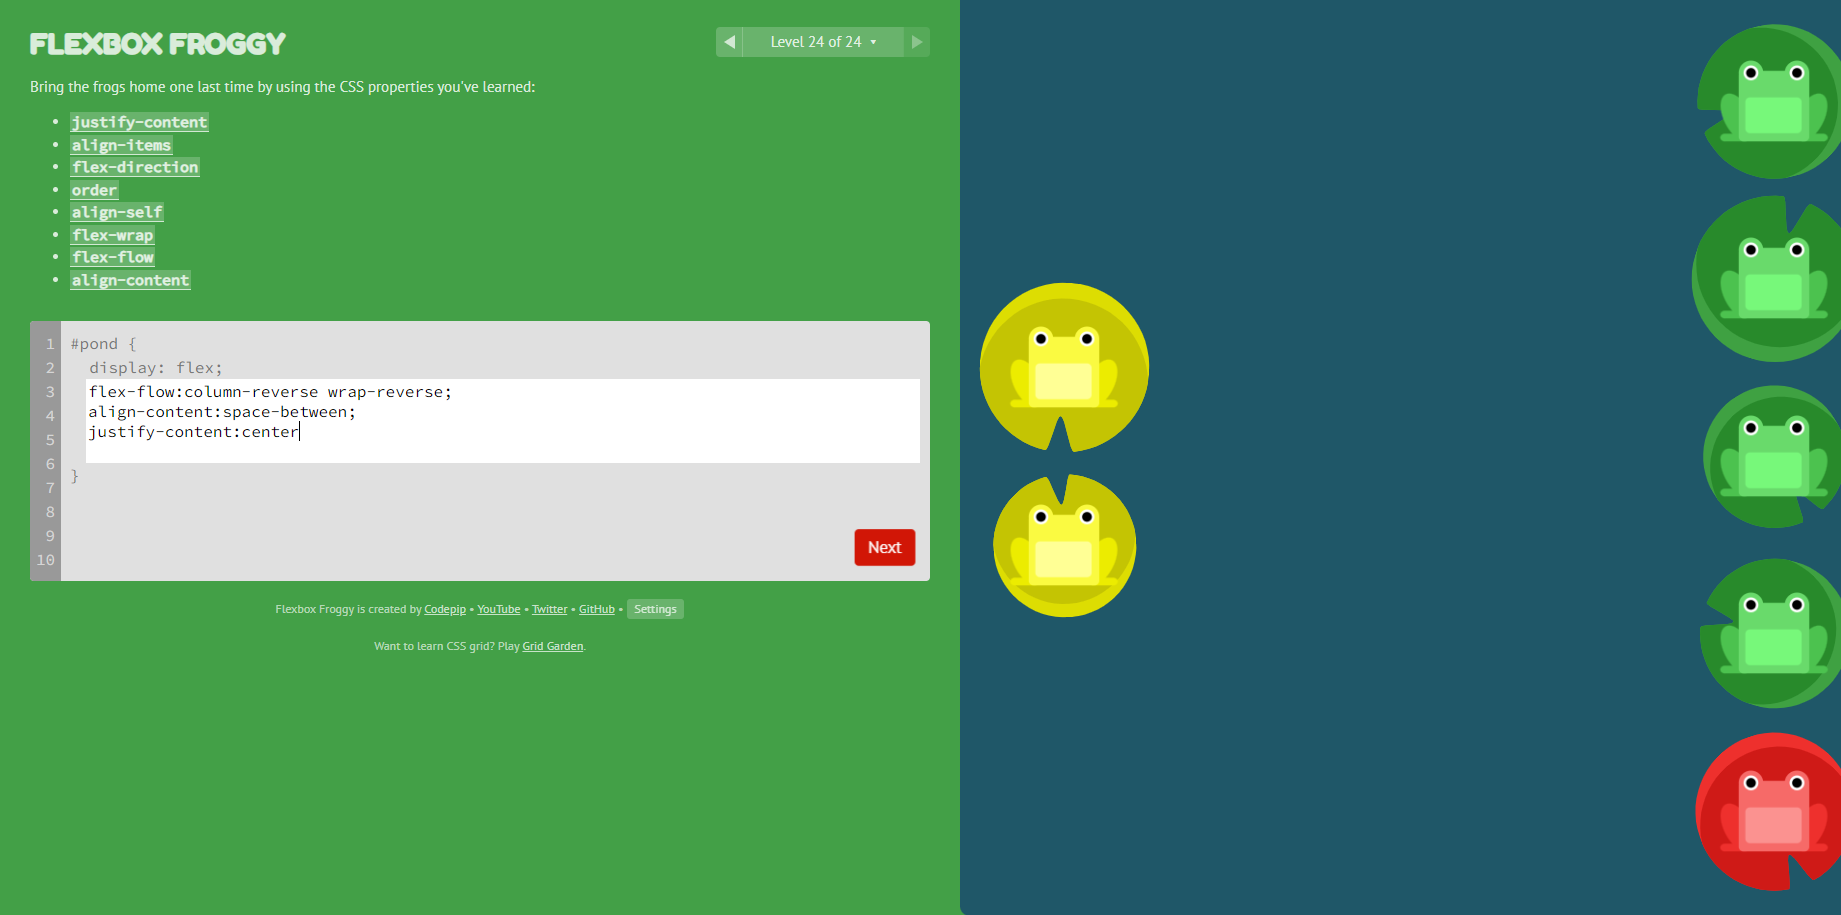 FLEXBOX FROGGY
◀ Level 24 of 24 ▾ ▶
Bring the frogs home one last time by using the CSS properties you've learned:
• justify-content
• align-items
• flex-direction
• order
• align-self
• flex-wrap
• flex-flow
• align-content
1 #pond {
2 display: flex;
3 flex-flow:column-reverse wrap-reverse;
4 align-content:space-between;
5 justify-content:center
6 }
7
8
9
10
Next
Flexbox Froggy is created by Codepip • YouTube • Twitter • GitHub • Settings
Want to learn CSS grid? Play Grid Garden.